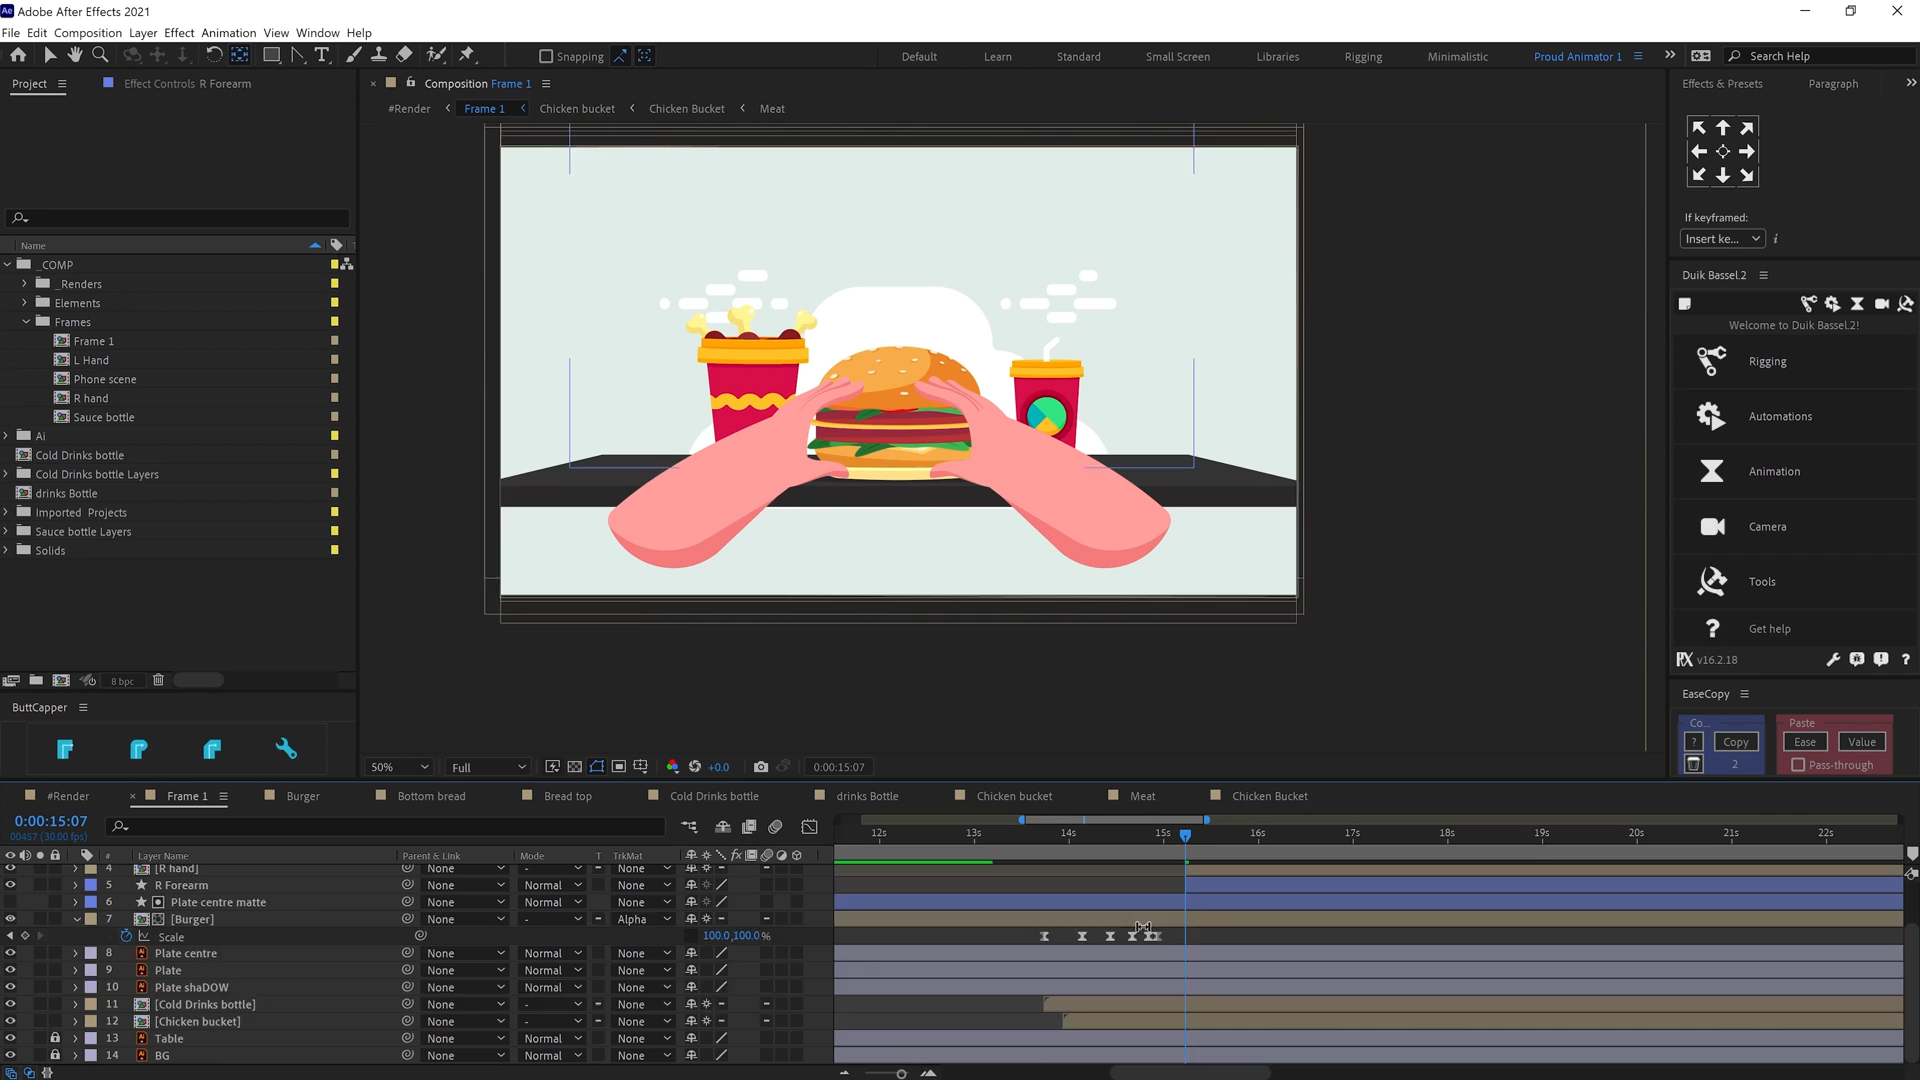 Ae Adobe After Effects 2021
File Edit Composition Layer Effect Animation View Window Help
Snapping
Default Learn Standard Small Screen Libraries Rigging Minimalistic Proud Animator 1 Search Help
Project Effect Controls R Forearm
Composition Frame 1
Effects & Presets Paragraph
#Render Frame 1 Chicken bucket Chicken Bucket Meat
If keyframed:
Insert ke...
Name
_COMP
_Renders
Elements
Frames
Frame 1
L Hand
Phone scene
R hand
Sauce bottle
Ai
Cold Drinks bottle
Cold Drinks bottle Layers
drinks Bottle
Imported Projects
Sauce bottle Layers
Solids
8 bpc
ButtCapper
Duik Bassel.2
Welcome to Duik Bassel.2!
Rigging
Automations
Animation
Camera
Tools
? Get help
v16.2.18 ?
EaseCopy
Co... Paste
? Copy Ease Value
2 Pass-through
50% Full +0.0 0:00:15:07
#Render Frame 1 Burger Bottom bread Bread top Cold Drinks bottle drinks Bottle Chicken bucket Meat Chicken Bucket
0:00:15:07
00457 (30.00 fps)
12s 13s 14s 15s 16s 17s 18s 19s 20s 21s 22s
# Layer Name Parent & Link Mode T TrkMat fx
4 [R hand] None - None
5 R Forearm None Normal None
6 Plate centre matte None Normal None
7 [Burger] None - Alpha
Scale 100.0,100.0%
8 Plate centre None Normal None
9 Plate None Normal None
10 Plate shaDOW None Normal None
11 [Cold Drinks bottle] None - None
12 [Chicken bucket] None - None
13 Table None Normal None
14 BG None Normal None